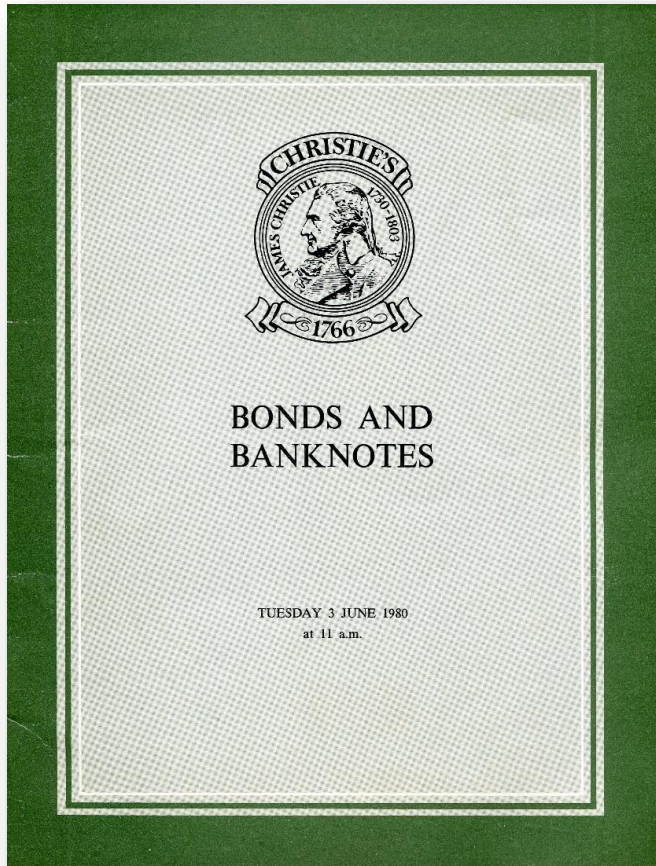 CHRISTIE'S
JAMES CHRISTIE 1730-1803
1766
BONDS AND
BANKNOTES
TUESDAY 3 JUNE 1980
at 11 a.m.